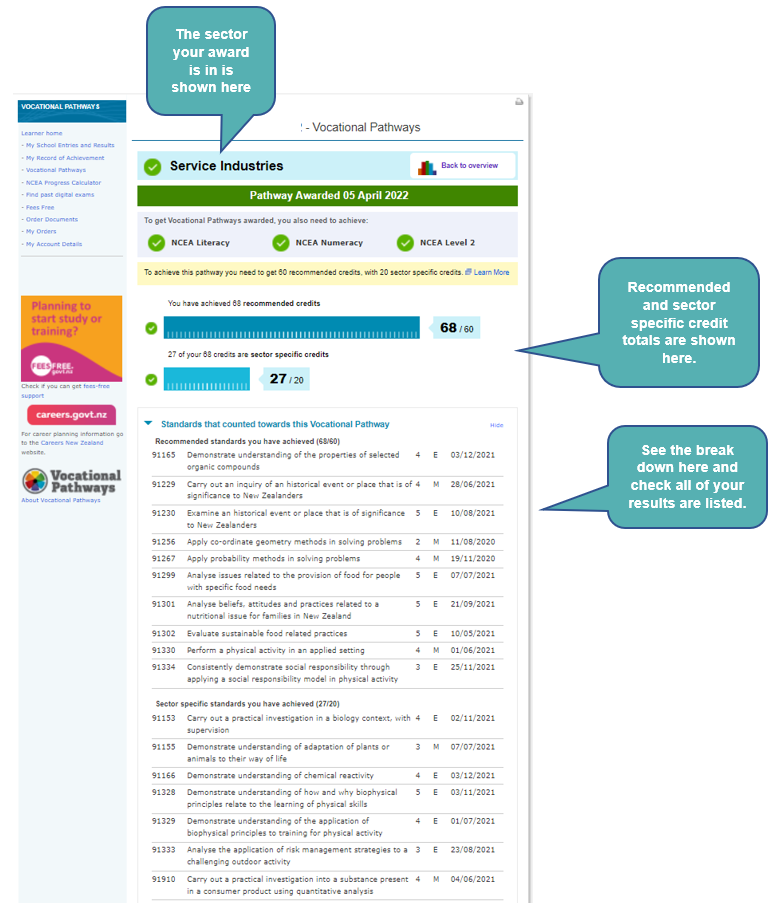 The sector
your award
is in is
shown here
VOCATIONAL PATHWAYS
Learner home
- My School Entries and Results
- My Record of Achievement
- Vocational Pathways
- NCEA Progress Calculator
- Find past digital exams
- Fees Free
- Order Documents
- My Orders
- My Account Details
Planning to
start study or
training?
FEES FREE.
govt.nz
Check if you can get fees-free
support
careers.govt.nz
For career planning information go
to the Careers New Zealand
website.
Vocational
Pathways
About Vocational Pathways
- Vocational Pathways
Service Industries
Back to overview
Pathway Awarded 05 April 2022
To get Vocational Pathways awarded, you also need to achieve:
NCEA Literacy NCEA Numeracy NCEA Level 2
To achieve this pathway you need to get 60 recommended credits, with 20 sector specific credits. Learn More
You have achieved 68 recommended credits
68 / 60
27 of your 68 credits are sector specific credits
27 / 20
Recommended
and sector
specific credit
totals are shown
here.
Standards that counted towards this Vocational Pathway Hide
Recommended standards you have achieved (68/60)
91165 Demonstrate understanding of the properties of selected 4 E 03/12/2021
organic compounds
91229 Carry out an inquiry of an historical event or place that is of 4 M 28/06/2021
significance to New Zealanders
91230 Examine an historical event or place that is of significance 5 E 10/08/2021
to New Zealanders
91256 Apply co-ordinate geometry methods in solving problems 2 M 11/08/2020
91267 Apply probability methods in solving problems 4 M 19/11/2020
91299 Analyse issues related to the provision of food for people 5 E 07/07/2021
with specific food needs
91301 Analyse beliefs, attitudes and practices related to a 5 E 21/09/2021
nutritional issue for families in New Zealand
91302 Evaluate sustainable food related practices 5 E 10/05/2021
91330 Perform a physical activity in an applied setting 4 M 01/06/2021
91334 Consistently demonstrate social responsibility through 3 E 25/11/2021
applying a social responsibility model in physical activity
See the break
down here and
check all of your
results are listed.
Sector specific standards you have achieved (27/20)
91153 Carry out a practical investigation in a biology context, with 4 E 02/11/2021
supervision
91155 Demonstrate understanding of adaptation of plants or 3 M 07/07/2021
animals to their way of life
91166 Demonstrate understanding of chemical reactivity 4 E 03/12/2021
91328 Demonstrate understanding of how and why biophysical 5 E 03/11/2021
principles relate to the learning of physical skills
91329 Demonstrate understanding of the application of 4 E 01/07/2021
biophysical principles to training for physical activity
91333 Analyse the application of risk management strategies to a 3 E 23/08/2021
challenging outdoor activity
91910 Carry out a practical investigation into a substance present 4 M 04/06/2021
in a consumer product using quantitative analysis